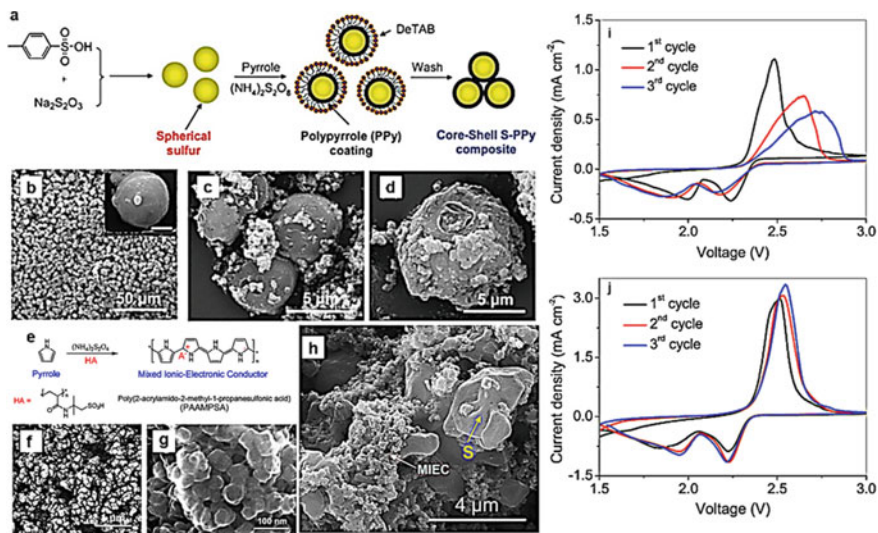 a
OH
+
Na₂S₂O₃
Spherical
sulfur
Pyrrole
(NH₄)₂S₂O₈
DeTAB
Polypyrrole (PPy)
coating
Wash
Core-Shell S-PPy
composite
b
50 µm
c
5 µm
d
5 µm
e
Pyrrole
(NH₄)₂S₂O₄
HA
A⁻
Mixed Ionic-Electronic Conductor
HA =
SO₃H
Poly(2-acrylamido-2-methyl-1-propanesulfonic acid)
(PAAMPSA)
f
g
100 nm
h
S
MIEC
4 µm
i
1st cycle
2nd cycle
3rd cycle
Current density (mA cm⁻²)
1.5
1.0
0.5
0.0
-0.5
1.5 2.0 2.5 3.0
Voltage (V)
j
1st cycle
2nd cycle
3rd cycle
Current density (mA cm⁻²)
4.5
3.0
1.5
0.0
-1.5
1.5 2.0 2.5 3.0
Voltage (V)